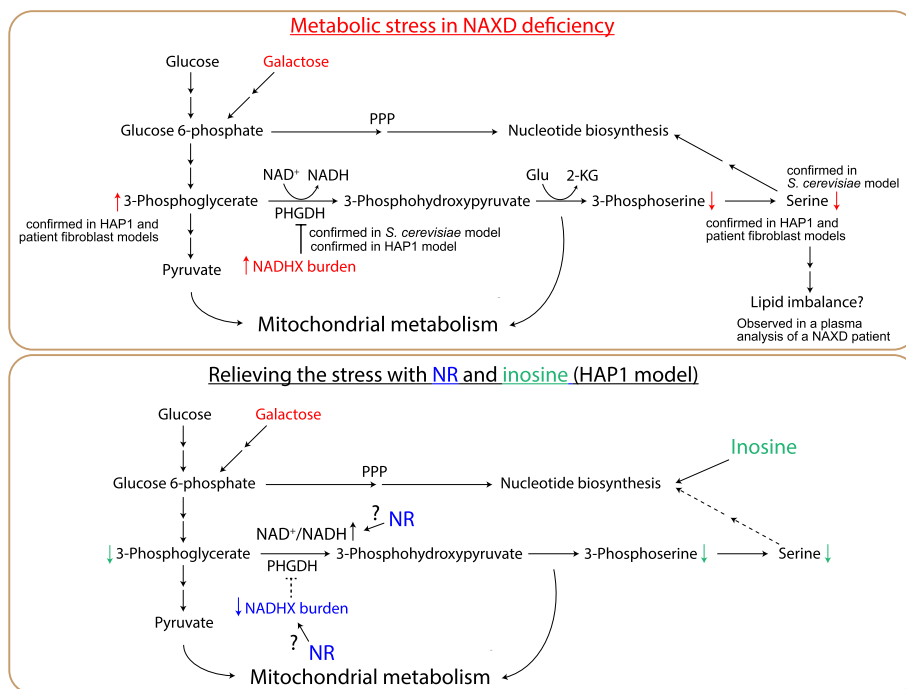 Metabolic stress in NAXD deficiency
Glucose
Galactose
Glucose 6-phosphate
PPP
Nucleotide biosynthesis
NAD⁺
NADH
Glu
2-KG
confirmed in
S. cerevisiae model
3-Phosphoglycerate
PHGDH
3-Phosphohydroxypyruvate
3-Phosphoserine
Serine
confirmed in HAP1 and
patient fibroblast models
confirmed in HAP1 and
patient fibroblast models
confirmed in S. cerevisiae model
confirmed in HAP1 model
Pyruvate
NADHX burden
Lipid imbalance?
Mitochondrial metabolism
Observed in a plasma
analysis of a NAXD patient
Relieving the stress with NR and inosine (HAP1 model)
Glucose
Galactose
Inosine
Glucose 6-phosphate
PPP
Nucleotide biosynthesis
?
NR
NAD⁺/NADH
3-Phosphoglycerate
PHGDH
3-Phosphohydroxypyruvate
3-Phosphoserine
Serine
NADHX burden
Pyruvate
?
NR
Mitochondrial metabolism